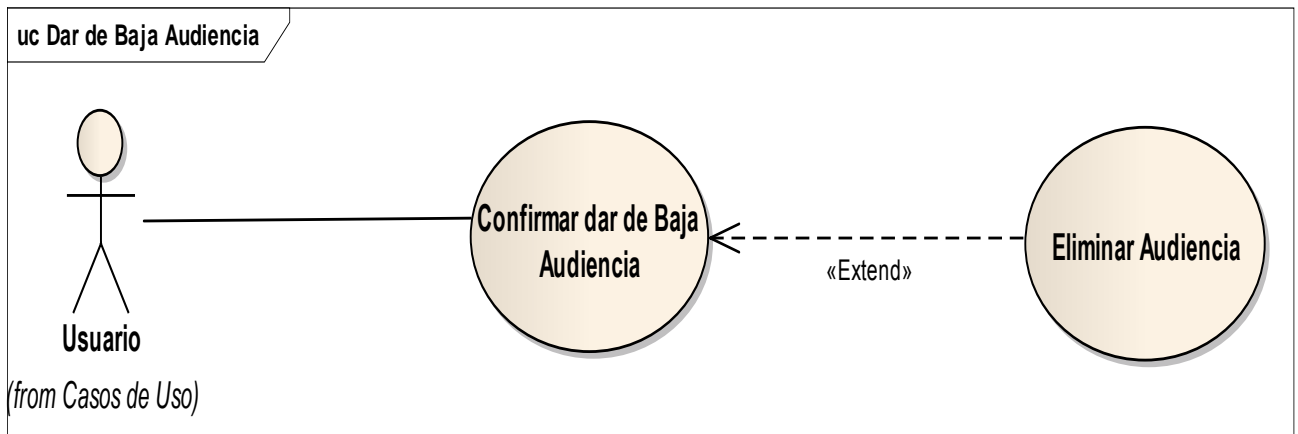 uc Dar de Baja Audiencia
Confirmar dar de Baja
Audiencia
«Extend»
Eliminar Audiencia
Usuario
(from Casos de Uso)